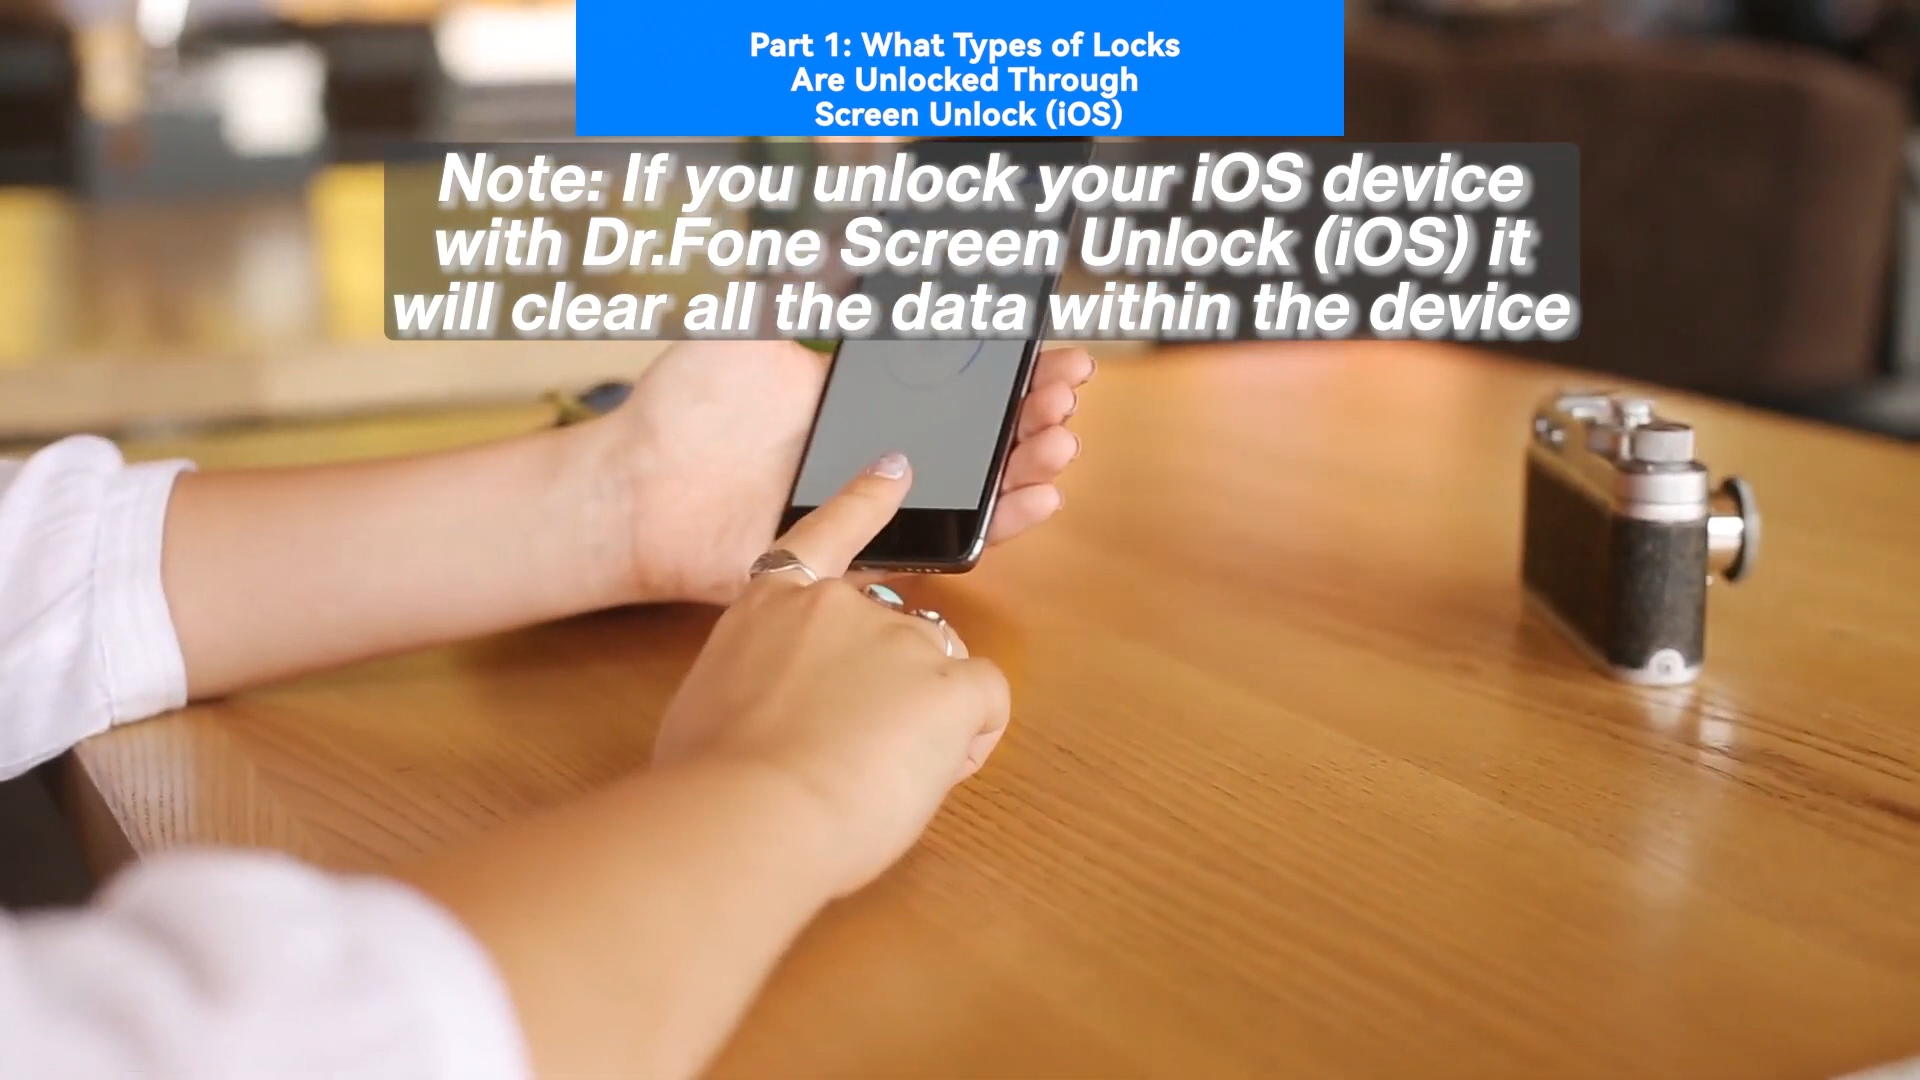 Part 1: What Types of Locks
Are Unlocked Through
Screen Unlock (iOS)
Note: If you unlock your iOS device
with Dr.Fone Screen Unlock (iOS) it
will clear all the data within the device